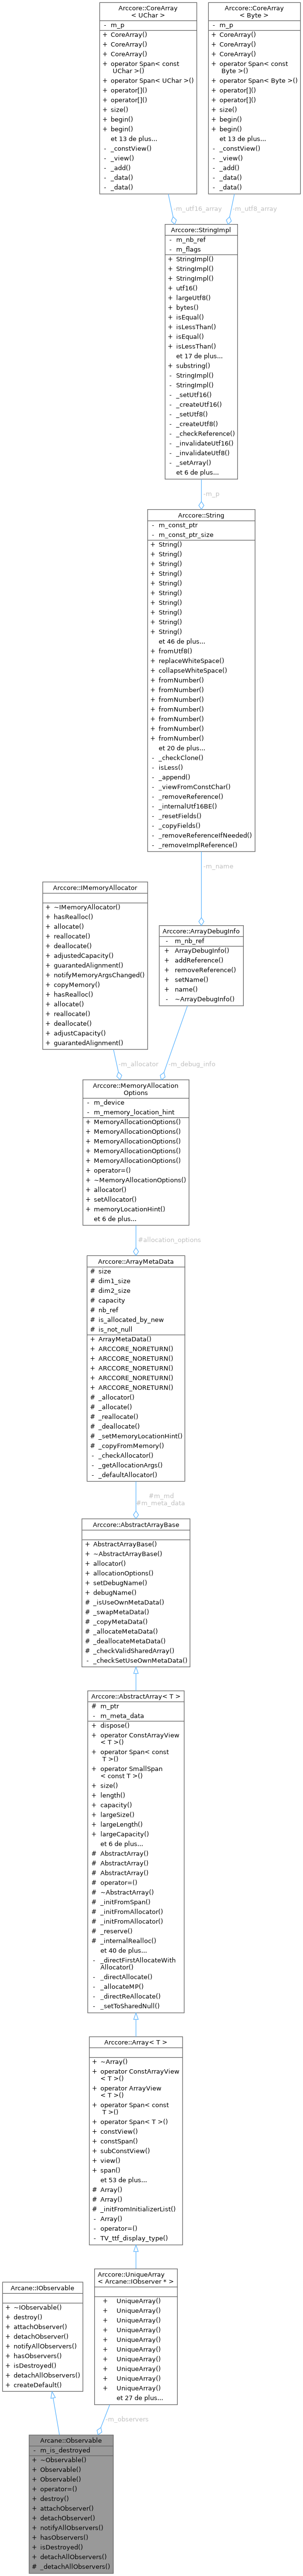 Arccore::CoreArray
< UChar >
- m_p
+ CoreArray()
+ CoreArray()
+ CoreArray()
+ operator Span< const
UChar >()
+ operator Span< UChar >()
+ operator[]()
+ operator[]()
+ size()
+ begin()
+ begin()
et 13 de plus...
- _constView()
- _view()
- _add()
- _data()
- _data()
Arccore::CoreArray
< Byte >
- m_p
+ CoreArray()
+ CoreArray()
+ CoreArray()
+ operator Span< const
Byte >()
+ operator Span< Byte >()
+ operator[]()
+ operator[]()
+ size()
+ begin()
+ begin()
et 13 de plus...
- _constView()
- _view()
- _add()
- _data()
- _data()
-m_utf16_array
-m_utf8_array
Arccore::StringImpl
- m_nb_ref
- m_flags
+ StringImpl()
+ StringImpl()
+ StringImpl()
+ utf16()
+ largeUtf8()
+ bytes()
+ isEqual()
+ isLessThan()
+ isEqual()
+ isLessThan()
et 17 de plus...
+ substring()
- StringImpl()
- StringImpl()
- _setUtf16()
- _createUtf16()
- _setUtf8()
- _createUtf8()
- _checkReference()
- _invalidateUtf16()
- _invalidateUtf8()
- _setArray()
et 6 de plus...
-m_p
Arccore::String
- m_const_ptr
- m_const_ptr_size
+ String()
+ String()
+ String()
+ String()
+ String()
+ String()
+ String()
+ String()
+ String()
+ String()
et 46 de plus...
+ fromUtf8()
+ replaceWhiteSpace()
+ collapseWhiteSpace()
+ fromNumber()
+ fromNumber()
+ fromNumber()
+ fromNumber()
+ fromNumber()
+ fromNumber()
+ fromNumber()
et 20 de plus...
- _checkClone()
- isLess()
- _append()
- _viewFromConstChar()
- _removeReference()
- _internalUtf16BE()
- _resetFields()
- _copyFields()
- _removeReferenceIfNeeded()
- _removeImplReference()
-m_name
Arccore::IMemoryAllocator
+ ~IMemoryAllocator()
+ hasRealloc()
+ allocate()
+ reallocate()
+ deallocate()
+ adjustedCapacity()
+ guarantedAlignment()
+ notifyMemoryArgsChanged()
+ copyMemory()
+ hasRealloc()
+ allocate()
+ reallocate()
+ deallocate()
+ adjustCapacity()
+ guarantedAlignment()
Arccore::ArrayDebugInfo
- m_nb_ref
+ ArrayDebugInfo()
+ addReference()
+ removeReference()
+ setName()
+ name()
- ~ArrayDebugInfo()
-m_allocator
-m_debug_info
Arccore::MemoryAllocation
Options
- m_device
- m_memory_location_hint
+ MemoryAllocationOptions()
+ MemoryAllocationOptions()
+ MemoryAllocationOptions()
+ MemoryAllocationOptions()
+ MemoryAllocationOptions()
+ operator=()
+ ~MemoryAllocationOptions()
+ allocator()
+ setAllocator()
+ memoryLocationHint()
et 6 de plus...
#allocation_options
Arccore::ArrayMetaData
# size
# dim1_size
# dim2_size
# capacity
# nb_ref
# is_allocated_by_new
# is_not_null
+ ArrayMetaData()
+ ARCCORE_NORETURN()
+ ARCCORE_NORETURN()
+ ARCCORE_NORETURN()
+ ARCCORE_NORETURN()
+ ARCCORE_NORETURN()
# _allocator()
# _allocate()
# _reallocate()
# _deallocate()
# _setMemoryLocationHint()
# _copyFromMemory()
- _checkAllocator()
- _getAllocationArgs()
- _defaultAllocator()
#m_md
#m_meta_data
Arccore::AbstractArrayBase
+ AbstractArrayBase()
+ ~AbstractArrayBase()
+ allocator()
+ allocationOptions()
+ setDebugName()
+ debugName()
# _isUseOwnMetaData()
# _swapMetaData()
# _copyMetaData()
# _allocateMetaData()
# _deallocateMetaData()
# _checkValidSharedArray()
- _checkSetUseOwnMetaData()
Arccore::AbstractArray< T >
# m_ptr
- m_meta_data
+ dispose()
+ operator ConstArrayView
< T >()
+ operator Span< const
T >()
+ operator SmallSpan
< const T >()
+ size()
+ length()
+ capacity()
+ largeSize()
+ largeLength()
+ largeCapacity()
et 6 de plus...
# AbstractArray()
# AbstractArray()
# AbstractArray()
# operator=()
# ~AbstractArray()
# _initFromSpan()
# _initFromAllocator()
# _initFromAllocator()
# _reserve()
# _internalRealloc()
et 40 de plus...
- _directFirstAllocateWith
Allocator()
- _directAllocate()
- _allocateMP()
- _directReAllocate()
- _setToSharedNull()
Arccore::Array< T >
+ ~Array()
+ operator ConstArrayView
< T >()
+ operator ArrayView
< T >()
+ operator Span< const
T >()
+ operator Span< T >()
+ constView()
+ constSpan()
+ subConstView()
+ view()
+ span()
et 53 de plus...
# Array()
# Array()
# _initFromInitializerList()
- Array()
- operator=()
- TV_ttf_display_type()
Arccore::UniqueArray
< Arcane::IObserver * >
+ UniqueArray()
+ UniqueArray()
+ UniqueArray()
+ UniqueArray()
+ UniqueArray()
+ UniqueArray()
+ UniqueArray()
+ UniqueArray()
+ UniqueArray()
+ UniqueArray()
et 27 de plus...
Arcane::IObservable
+ ~IObservable()
+ destroy()
+ attachObserver()
+ detachObserver()
+ notifyAllObservers()
+ hasObservers()
+ isDestroyed()
+ detachAllObservers()
+ createDefault()
-m_observers
Arcane::Observable
- m_is_destroyed
+ ~Observable()
+ Observable()
+ Observable()
+ operator=()
+ destroy()
+ attachObserver()
+ detachObserver()
+ notifyAllObservers()
+ hasObservers()
+ isDestroyed()
+ detachAllObservers()
# _detachAllObservers()